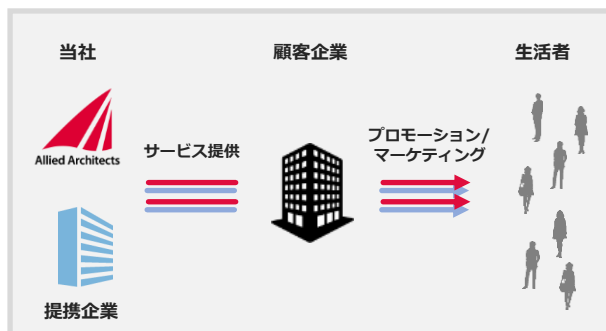 当社
顧客企業
生活者
Allied Architects
サービス提供
プロモーション/
マーケティング
提携企業